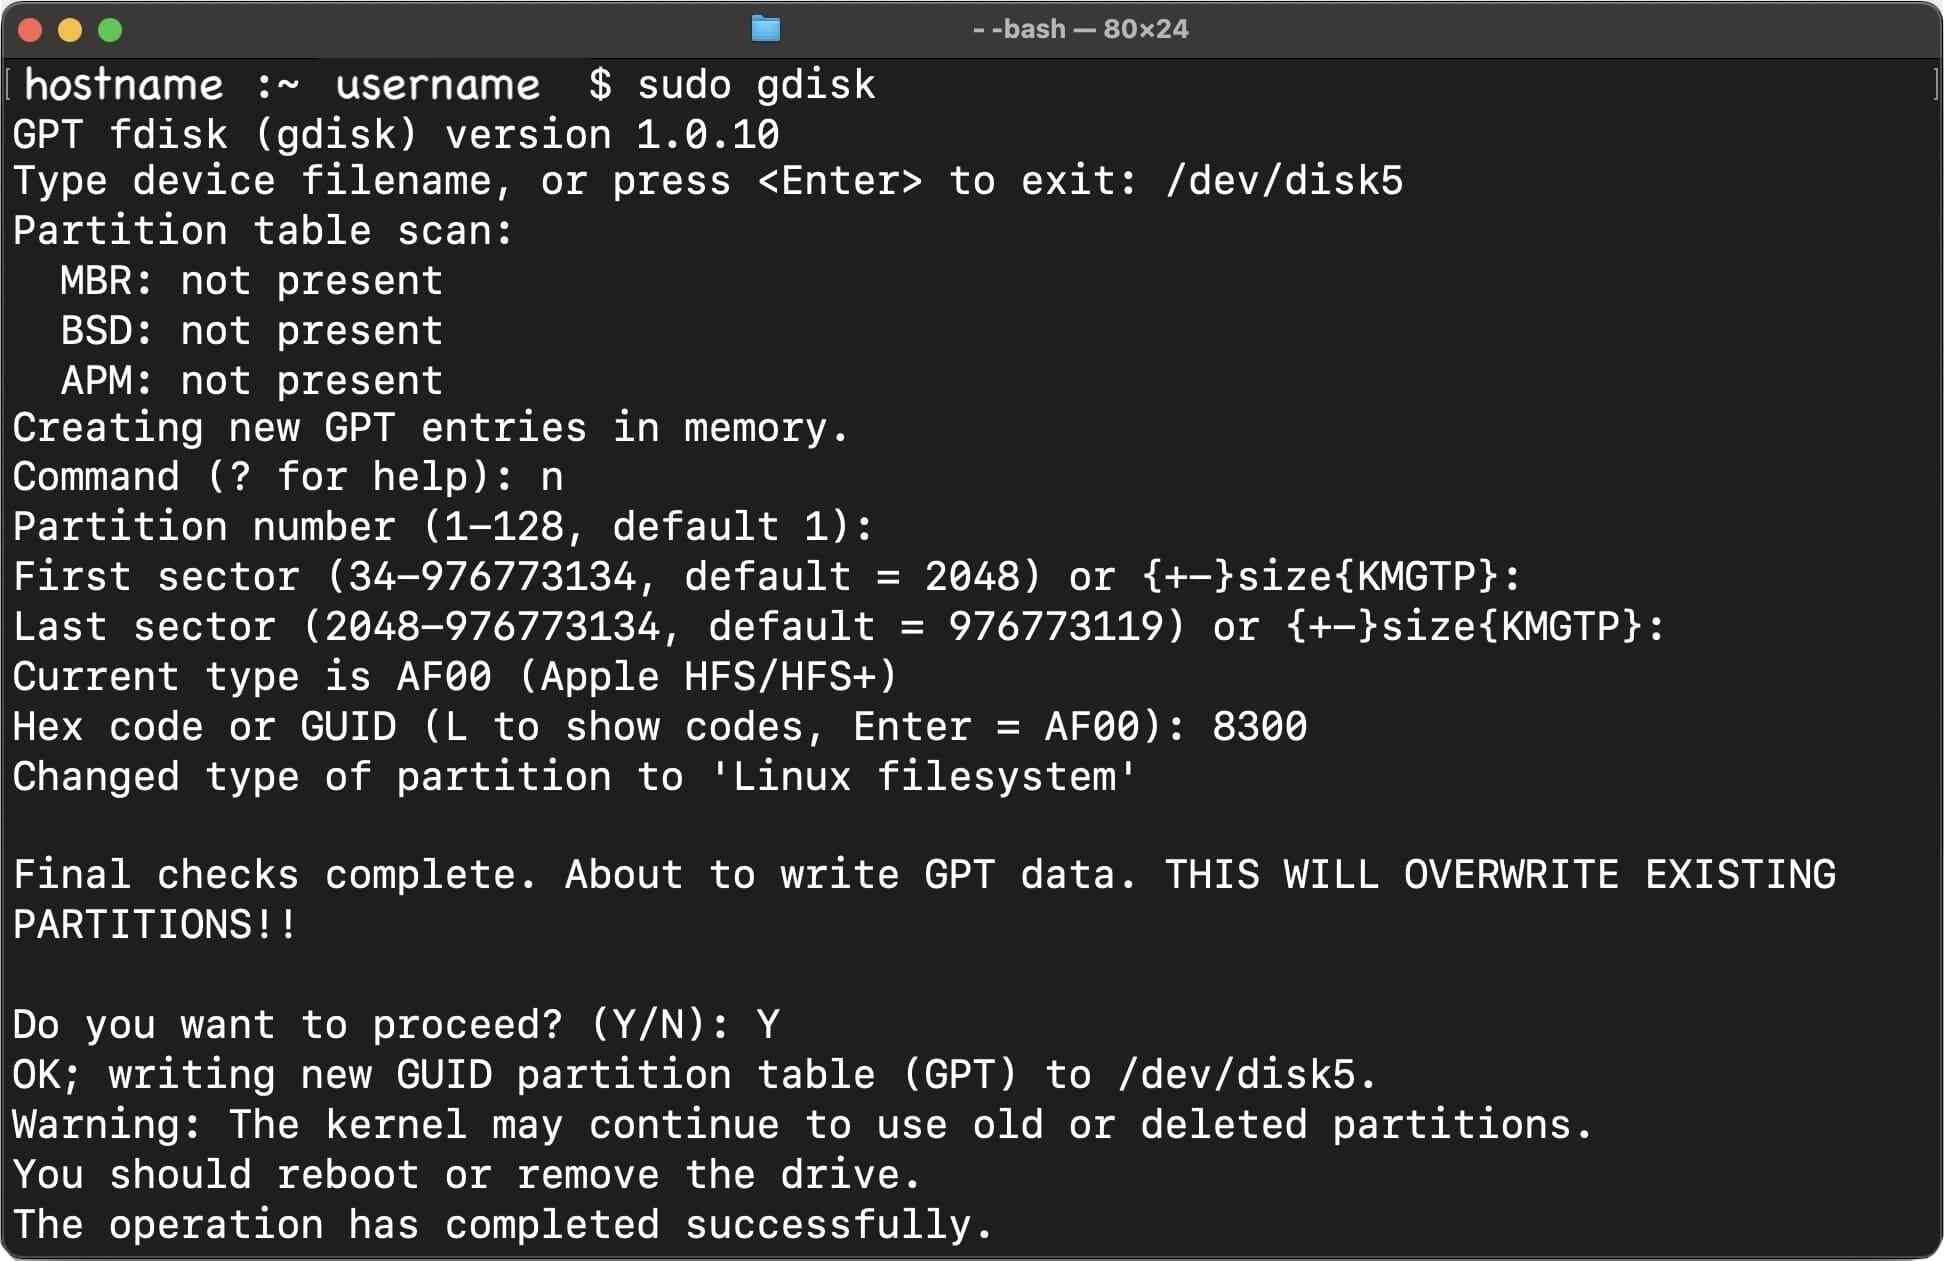 - -bash — 80×24
hostname :~ username $ sudo gdisk
GPT fdisk (gdisk) version 1.0.10
Type device filename, or press <Enter> to exit: /dev/disk5
Partition table scan:
  MBR: not present
  BSD: not present
  APM: not present
Creating new GPT entries in memory.
Command (? for help): n
Partition number (1-128, default 1):
First sector (34-976773134, default = 2048) or {+-}size{KMGTP}:
Last sector (2048-976773134, default = 976773119) or {+-}size{KMGTP}:
Current type is AF00 (Apple HFS/HFS+)
Hex code or GUID (L to show codes, Enter = AF00): 8300
Changed type of partition to 'Linux filesystem'

Final checks complete. About to write GPT data. THIS WILL OVERWRITE EXISTING
PARTITIONS!!

Do you want to proceed? (Y/N): Y
OK; writing new GUID partition table (GPT) to /dev/disk5.
Warning: The kernel may continue to use old or deleted partitions.
You should reboot or remove the drive.
The operation has completed successfully.